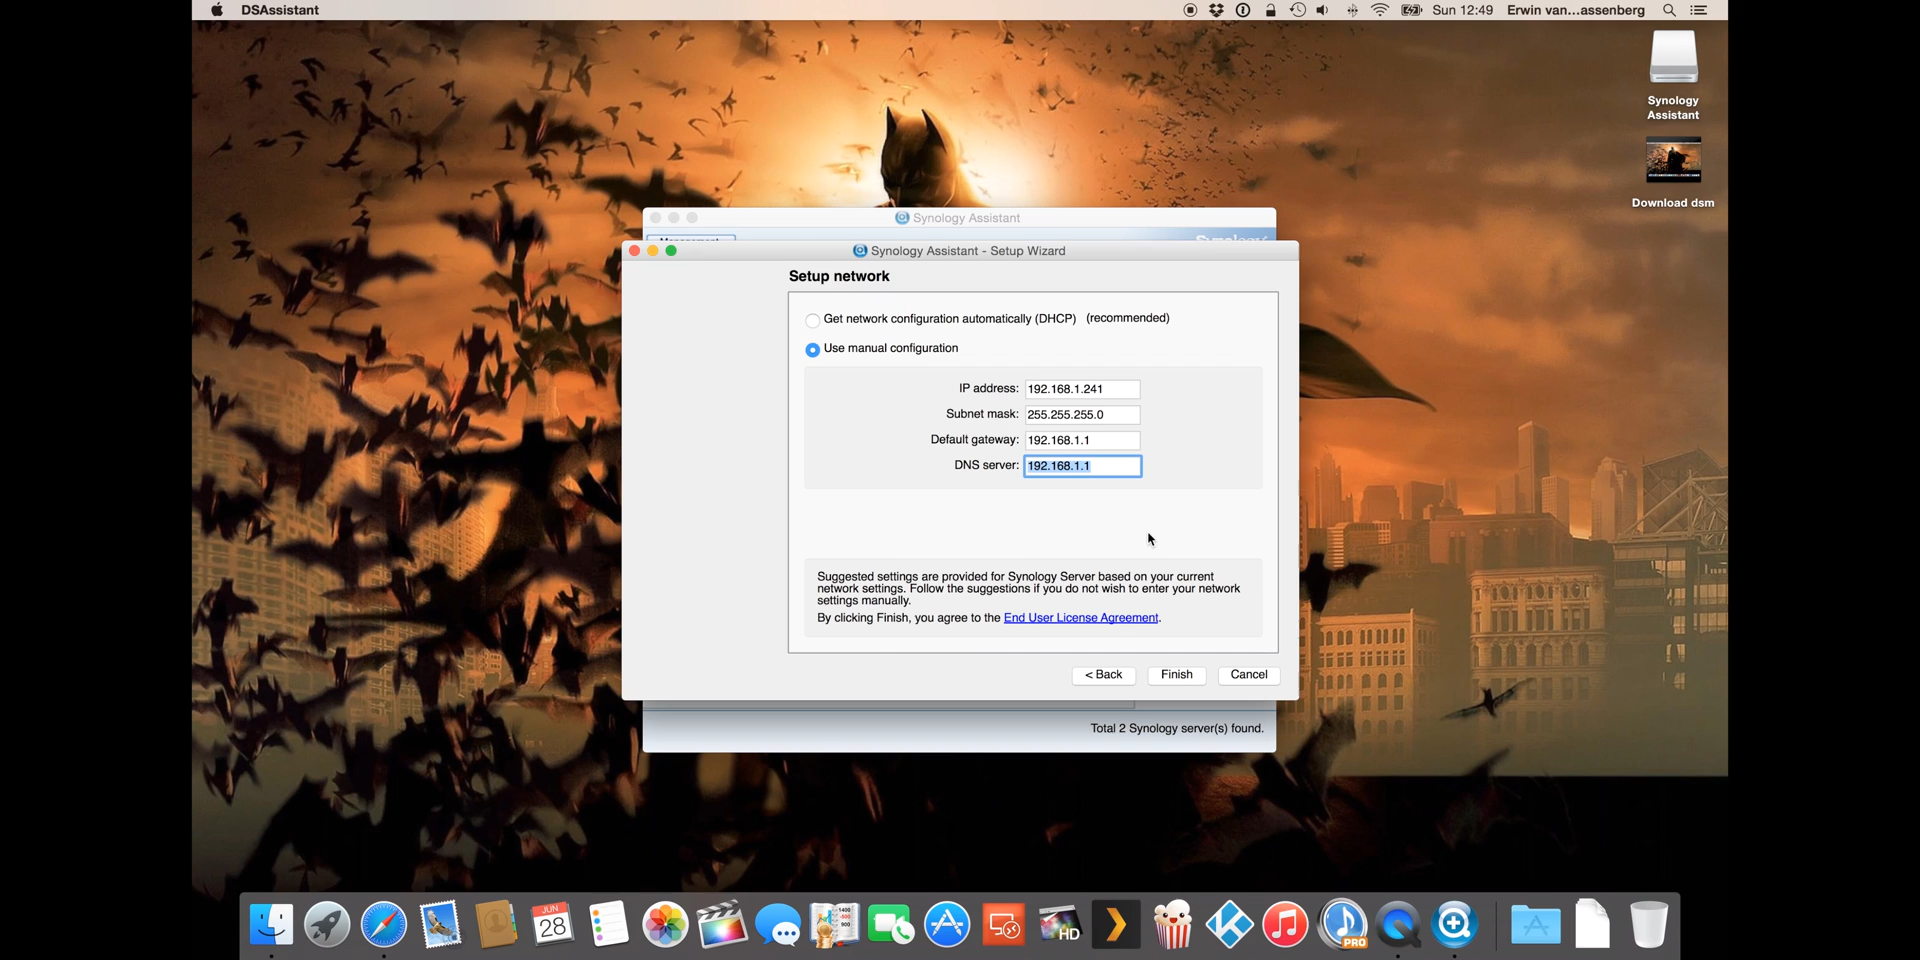 DSAssistant
Sun 12:49 Erwin van...assenberg
Synology
Assistant
Download dsm
Synology Assistant
Synology Assistant - Setup Wizard
Setup network
Get network configuration automatically (DHCP) (recommended)
Use manual configuration
IP address: 192.168.1.241
Subnet mask: 255.255.255.0
Default gateway: 192.168.1.1
DNS server: 192.168.1.1
Suggested settings are provided for Synology Server based on your current
network settings. Follow the suggestions if you do not wish to enter your network
settings manually.
By clicking Finish, you agree to the End User License Agreement.
< Back Finish Cancel
Total 2 Synology server(s) found.
JUN
28
HD
PRO